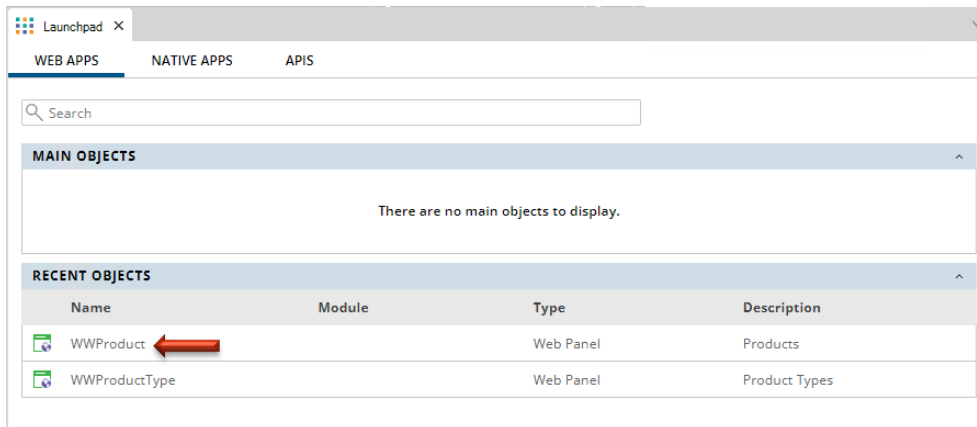 Launchpad X
WEB APPS NATIVE APPS APIS
Search
MAIN OBJECTS
There are no main objects to display.
RECENT OBJECTS
Name Module Type Description
WWProduct Web Panel Products
WWProductType Web Panel Product Types